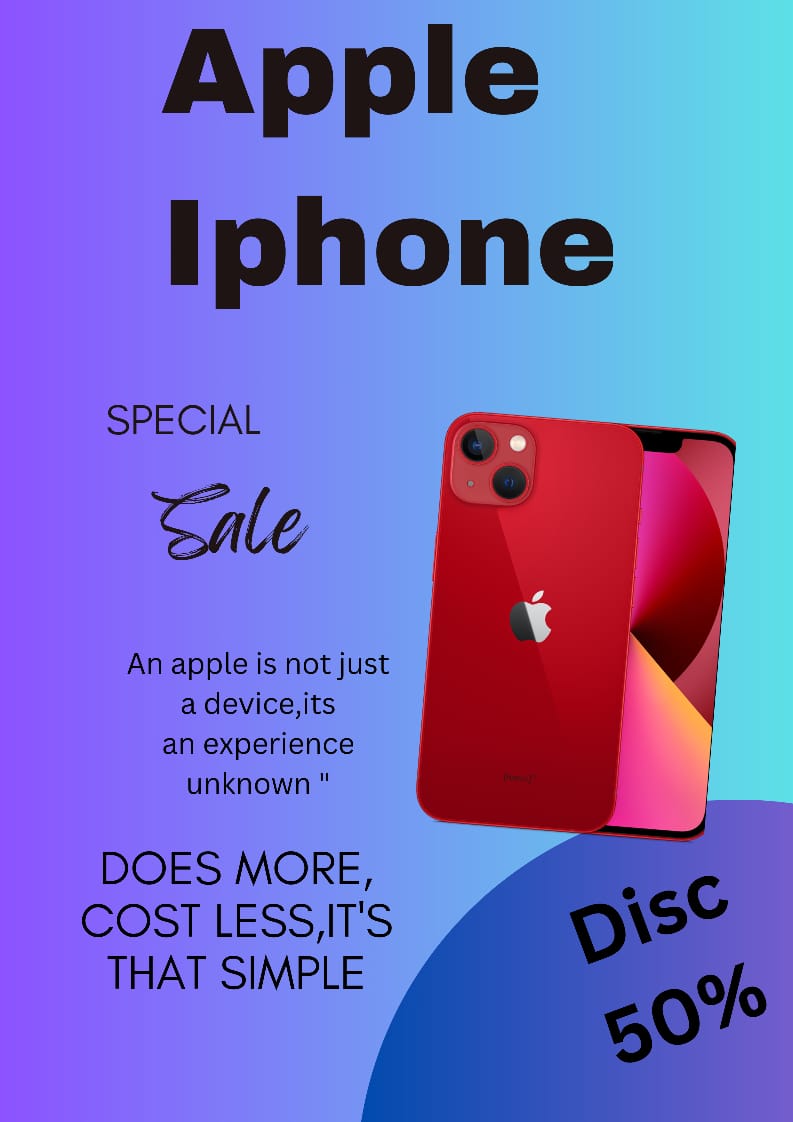 Apple
Iphone
SPECIAL
Sale
An apple is not just
a device,its
an experience
unknown "
DOES MORE,
COST LESS,IT'S
THAT SIMPLE
Disc
50%